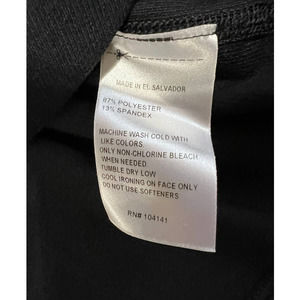 MADE IN EL SALVADOR
87% POLYESTER
13% SPANDEX
MACHINE WASH COLD WITH
LIKE COLORS
ONLY NON-CHLORINE BLEACH
WHEN NEEDED
TUMBLE DRY LOW
COOL IRONING ON FACE ONLY
DO NOT USE SOFTENERS
RN# 104141